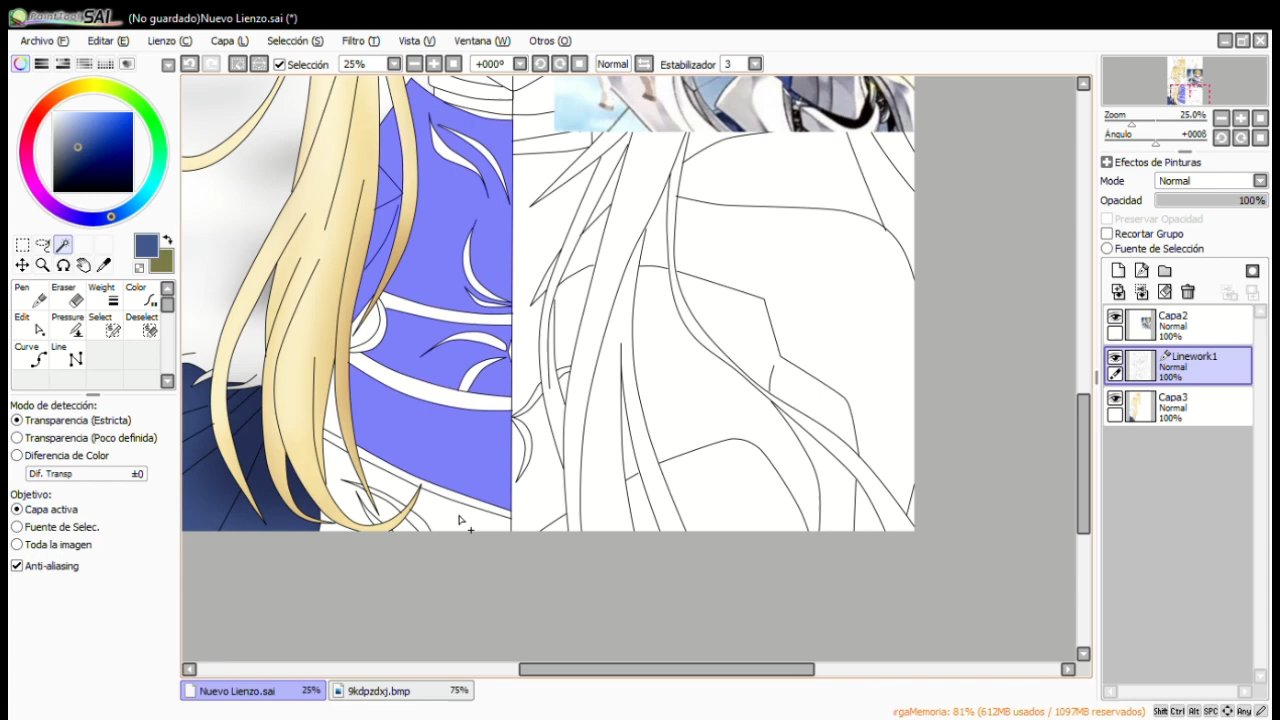 PaintTool SAI (No guardado)Nuevo Lienzo.sai (*)
Archivo (F) Editar (E) Lienzo (C) Capa (L) Selección (S) Filtro (T) Vista (V) Ventana (W) Otros (O)
Selección 25% +000° Normal Estabilizador 3
Zoom 25.0%
Ángulo +000ß
Efectos de Pinturas
Mode Normal
Opacidad 100%
Preservar Opacidad
Recortar Grupo
Fuente de Selección
Pen Eraser Weight Color
Edit Pressure Select Deselect
Curve Line
Capa2
Normal
100%
Linework1
Normal
100%
Capa3
Normal
100%
Modo de detección:
Transparencia (Estricta)
Transparencia (Poco definida)
Diferencia de Color
Dif. Transp ±0
Objetivo:
Capa activa
Fuente de Selec.
Toda la imagen
Anti-aliasing
Nuevo Lienzo.sai 25% 9kdpzdxj.bmp 75%
ırgaMemoria: 81% (612MB usados / 1097MB reservados) Shift Ctrl Alt SPC Any